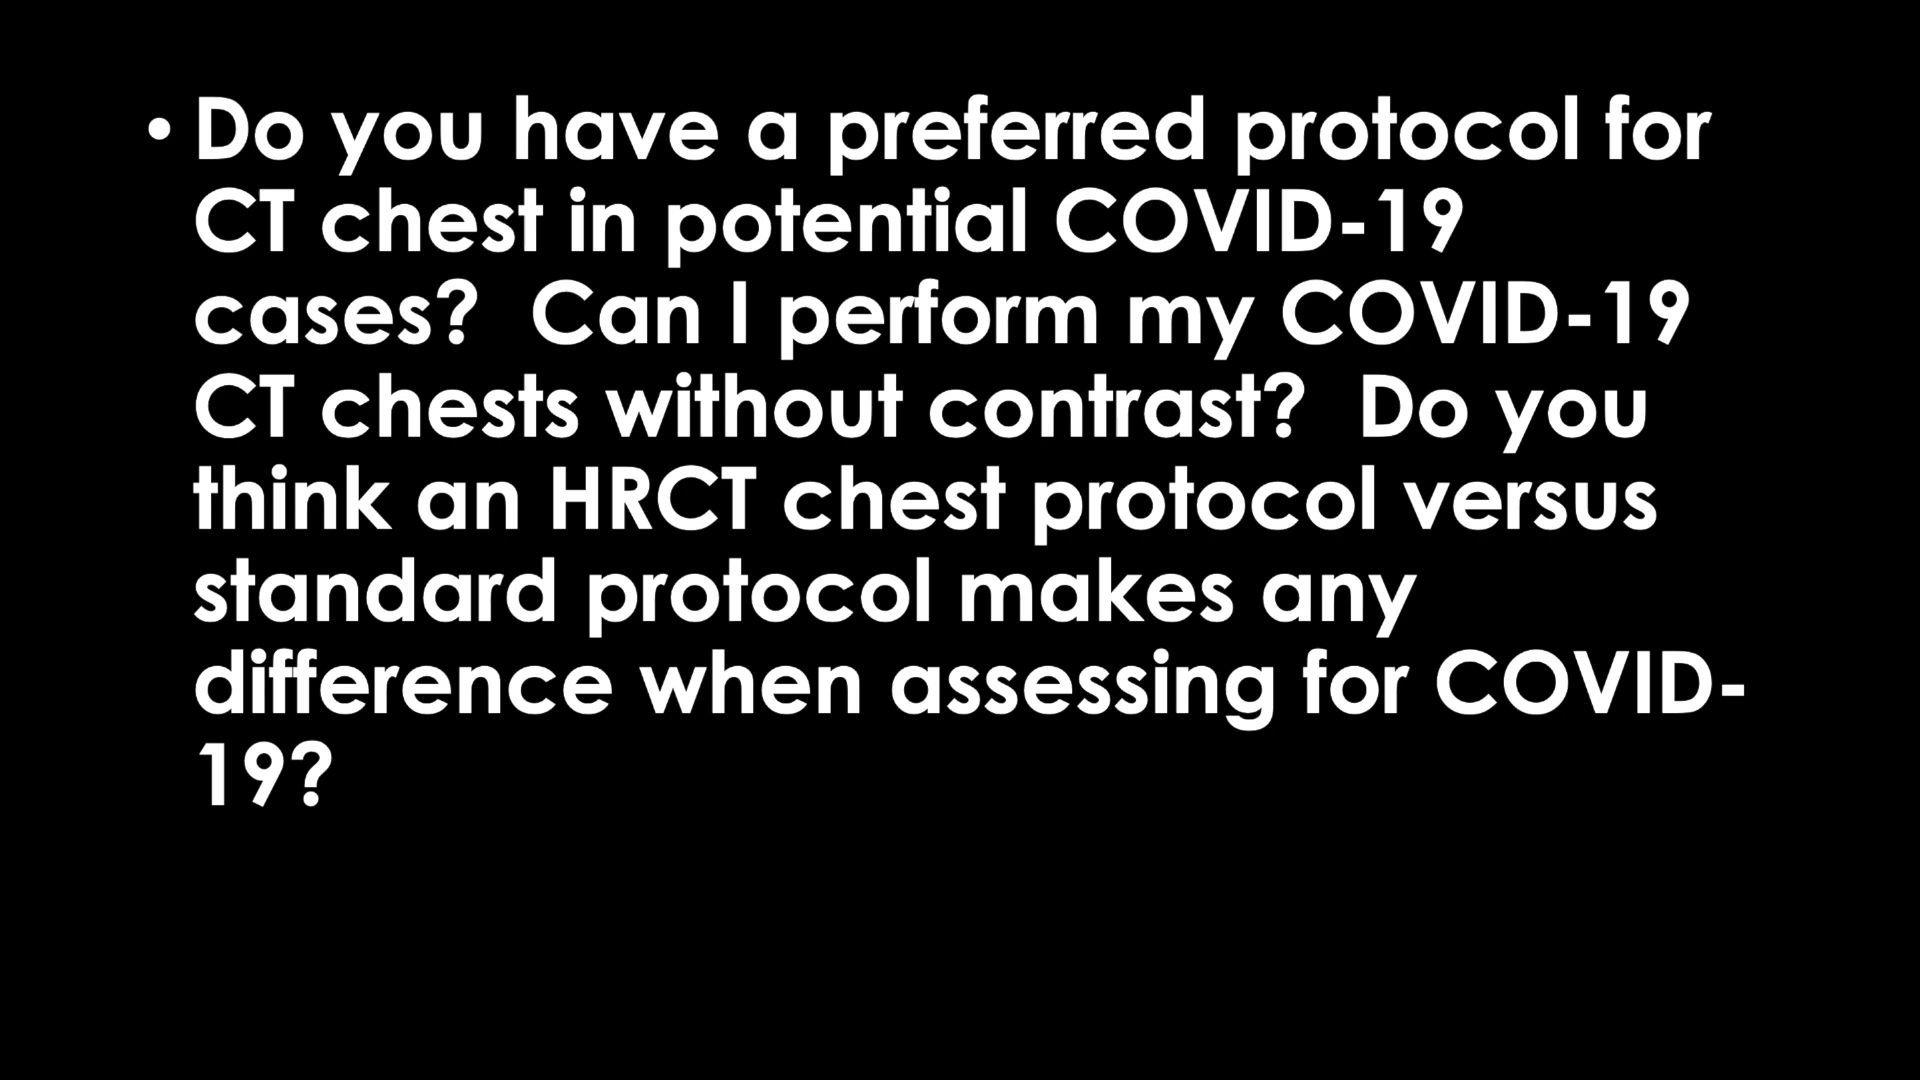 • Do you have a preferred protocol for
CT chest in potential COVID-19
cases?  Can I perform my COVID-19
CT chests without contrast?  Do you
think an HRCT chest protocol versus
standard protocol makes any
difference when assessing for COVID-
19?